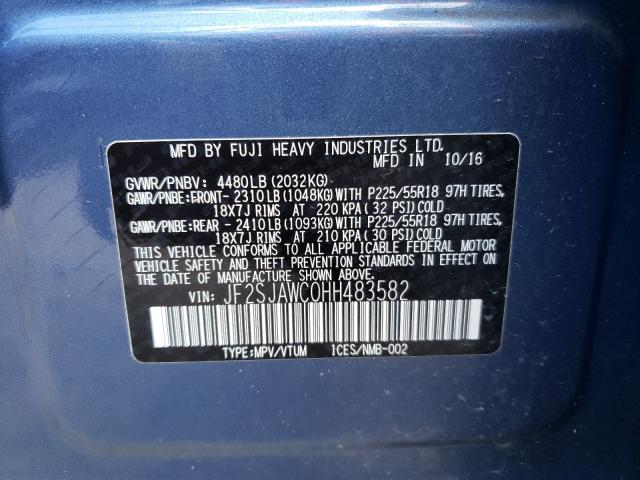 MFD BY FUJI HEAVY INDUSTRIES LTD.
MFD IN 10/16
GVWR/PNBV: 4480LB(2032KG)
GAWR/PNBE:FRONT- 2310LB(1048KG)WITH P225/55R18 97H TIRES,
18X7J RIMS AT 220 KPA(32 PSI)COLD
GAWR/PNBE:REAR - 2410LB(1093KG)WITH P225/55R18 97H TIRES,
18X7J RIMS AT 210 KPA(30 PSI)COLD
THIS VEHICLE CONFORMS TO ALL APPLICABLE FEDERAL MOTOR
VEHICLE SAFETY AND THEFT PREVENTION STANDARDS IN EFFECT ON
THE DATE OF MANUFACTURE SHOWN ABOVE.
VIN: JF2SJAWC0HH483582
TYPE:MPV/VTUM ICES/NMB-002